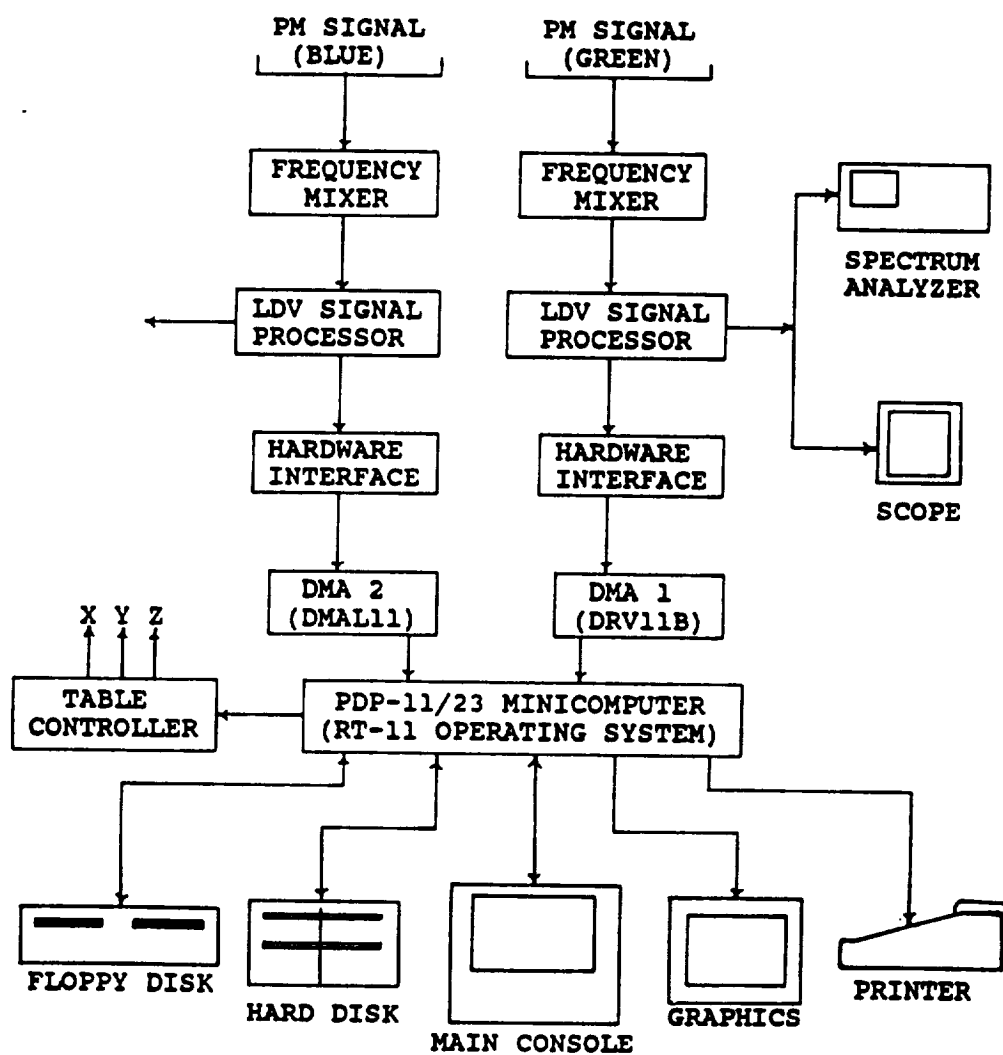 PM SIGNAL
(BLUE)
PM SIGNAL
(GREEN)
FREQUENCY
MIXER
FREQUENCY
MIXER
SPECTRUM
ANALYZER
LDV SIGNAL
PROCESSOR
LDV SIGNAL
PROCESSOR
HARDWARE
INTERFACE
HARDWARE
INTERFACE
SCOPE
DMA 2
(DMAL11)
DMA 1
(DRV11B)
X Y Z
TABLE
CONTROLLER
PDP-11/23 MINICOMPUTER
(RT-11 OPERATING SYSTEM)
FLOPPY DISK
HARD DISK
MAIN CONSOLE
GRAPHICS
PRINTER